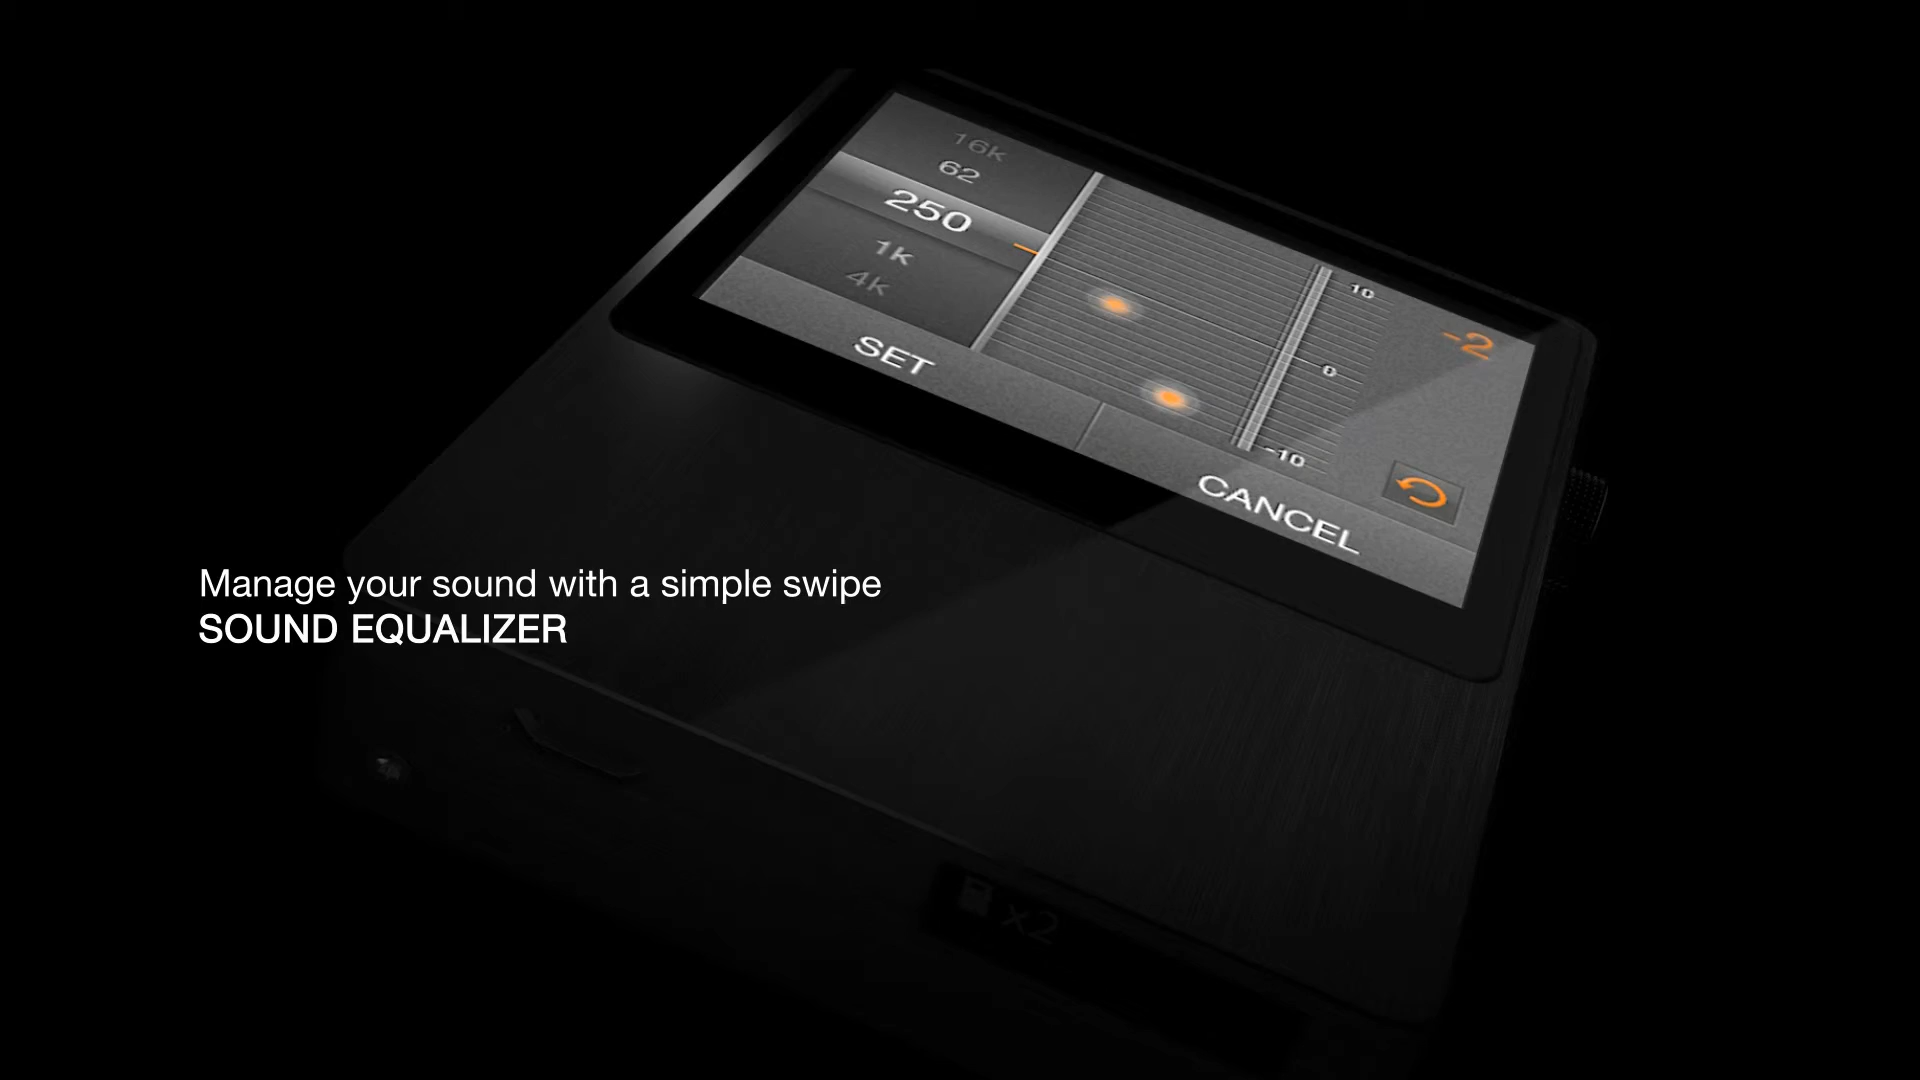 16k
62
250
1k
4k
10
0
-10
-2
SET
CANCEL
Manage your sound with a simple swipe
SOUND EQUALIZER
x2